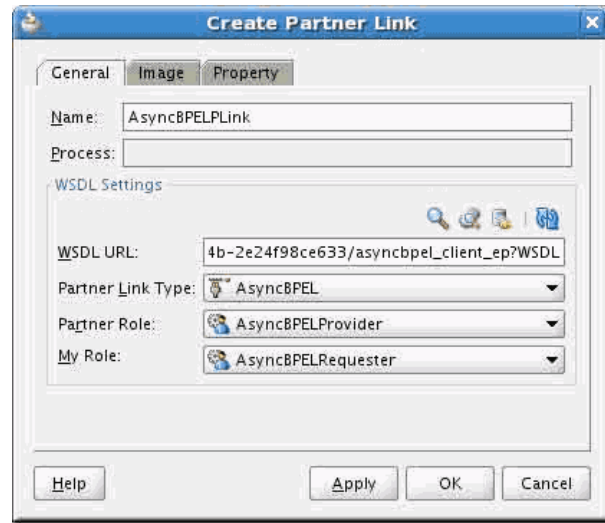 Create Partner Link
General Image Property
Name: AsyncBPELPLink
Process:
WSDL Settings
WSDL URL: 4b-2e24f98ce633/asyncbpel_client_ep?WSDL
Partner Link Type: AsyncBPEL
Partner Role: AsyncBPELProvider
My Role: AsyncBPELRequester
Help Apply OK Cancel